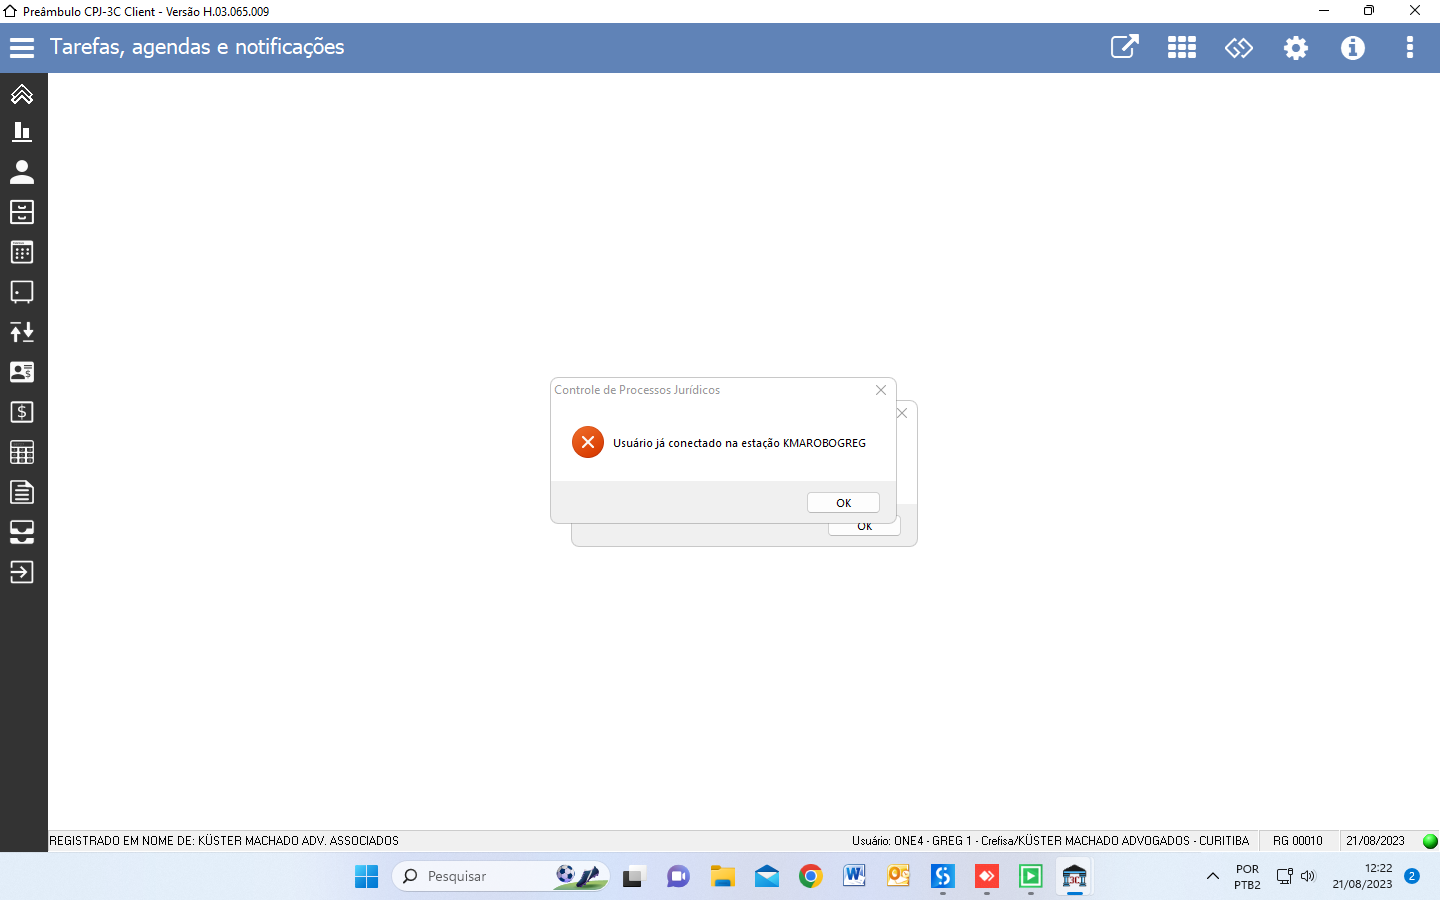 Preâmbulo CPJ-3C Client - Versão H.03.065.009
Tarefas, agendas e notificações
Controle de Processos Jurídicos
Usuário já conectado na estação KMAROBOGREG
OK
OK
REGISTRADO EM NOME DE: KÜSTER MACHADO ADV. ASSOCIADOS
Usuário: ONE4 - GREG 1 - Crefisa/KÜSTER MACHADO ADVOGADOS - CURITIBA
RG 00010
21/08/2023
Pesquisar
3C
POR
PTB2
12:22
21/08/2023
2